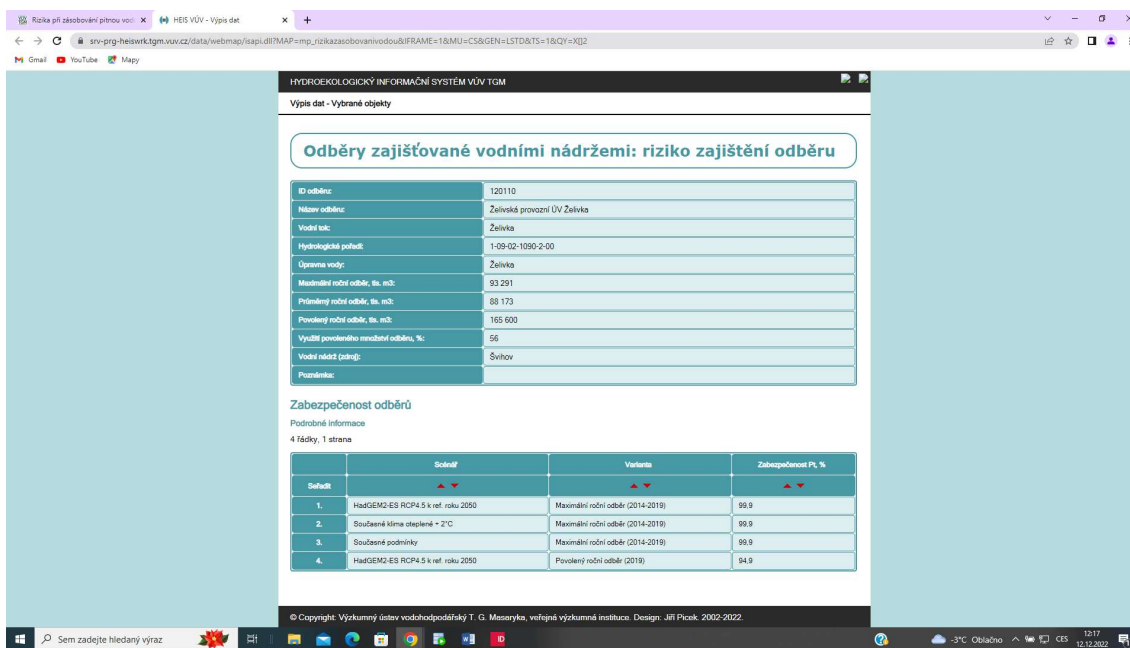 Rizika při zásobování pitnou vod
HEIS VÚV - Výpis dat
srv-prg-heiswrk.tgm.vuv.cz/data/webmap/isapi.dll?MAP=mp_rizikazasobovanivodou&IFRAME=1&MU=CS&GEN=LSTD&TS=1&QY=X[]2
Gmail YouTube Mapy
HYDROEKOLOGICKÝ INFORMAČNÍ SYSTÉM VÚV TGM
Výpis dat - Vybrané objekty
Odběry zajišťované vodními nádržemi: riziko zajištění odběru
ID odběru: 120110
Název odběru: Želivská provozní ÚV Želivka
Vodní tok: Želivka
Hydrologické pořadí: 1-09-02-1090-2-00
Úpravna vody: Želivka
Maximální roční odběr, tis. m3: 93 291
Průměrný roční odběr, tis. m3: 88 173
Povolený roční odběr, tis. m3: 165 600
Využití povoleného množství odběru, %: 56
Vodní nádrž (zdroj): Švihov
Poznámka:
Zabezpečenost odběrů
Podrobné informace
4 řádky, 1 strana
Scénář Varianta Zabezpečenost Pt, %
Seřadit
1. HadGEM2-ES RCP4.5 k ref. roku 2050 Maximální roční odběr (2014-2019) 99,9
2. Současné klima oteplené + 2°C Maximální roční odběr (2014-2019) 99,9
3. Současné podmínky Maximální roční odběr (2014-2019) 99,9
4. HadGEM2-ES RCP4.5 k ref. roku 2050 Povolený roční odběr (2019) 94,9
© Copyright: Výzkumný ústav vodohodpodářský T. G. Masaryka, veřejná výzkumná instituce. Design: Jiří Picek. 2002-2022.
Sem zadejte hledaný výraz
-3°C Oblačno
CES
12:17
12.12.2022